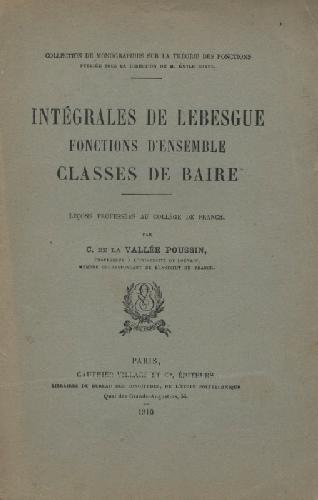 COLLECTION DE MONOGRAPHIES SUR LA THÉORIE DES FONCTIONS
PUBLIÉE SOUS LA DIRECTION DE M. ÉMILE BOREL
INTÉGRALES DE LEBESGUE
FONCTIONS D'ENSEMBLE
CLASSES DE BAIRE
LEÇONS PROFESSÉES AU COLLÈGE DE FRANCE
PAR
C. DE LA VALLÉE POUSSIN,
PROFESSEUR A L'UNIVERSITÉ DE LOUVAIN,
MEMBRE CORRESPONDANT DE L'INSTITUT DE FRANCE.
PARIS,
GAUTHIER-VILLARS ET Cie, ÉDITEURS
LIBRAIRES DU BUREAU DES LONGITUDES, DE L'ÉCOLE POLYTECHNIQUE
Quai des Grands-Augustins, 55.